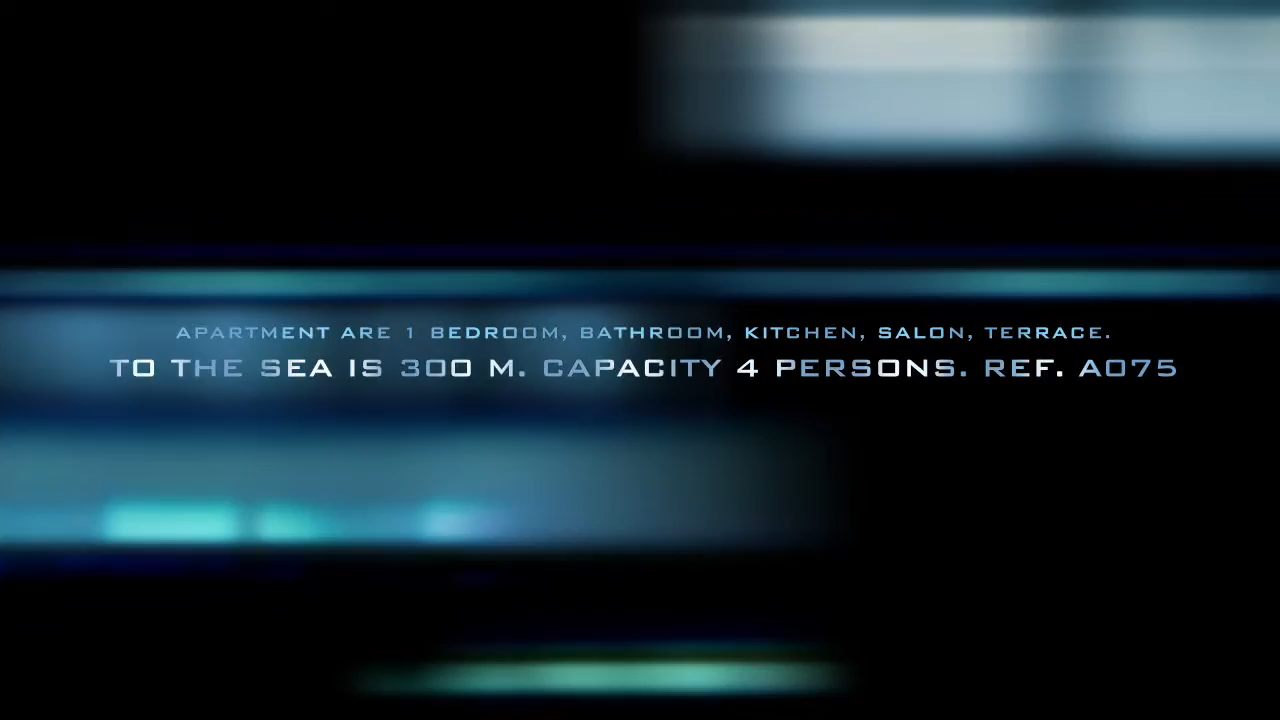 APARTMENT ARE 1 BEDROOM, BATHROOM, KITCHEN, SALON, TERRACE.
TO THE SEA IS 300 M. CAPACITY 4 PERSONS. REF. A075